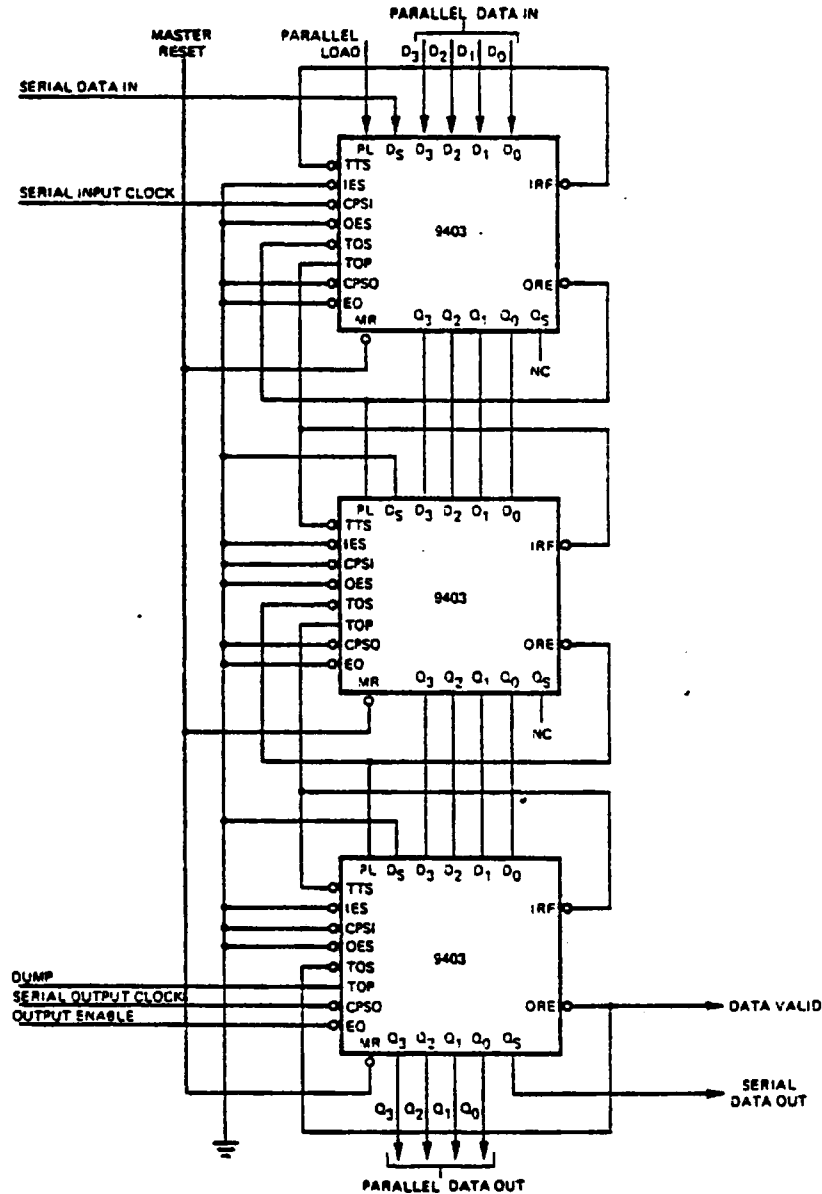 PARALLEL DATA IN
MASTER
RESET
PARALLEL
LOAD
D3 D2 D1 D0
SERIAL DATA IN
PL DS D3 D2 D1 D0
TTS
IES
IRF
SERIAL INPUT CLOCK
CPSI
OES
9403
TOS
TOP
CPSO
ORE
EO
MR Q3 Q2 Q1 Q0 QS
NC
PL DS D3 D2 D1 D0
TTS
IES
IRF
CPSI
OES
9403
TOS
TOP
CPSO
ORE
EO
MR Q3 Q2 Q1 Q0 QS
NC
PL DS D3 D2 D1 D0
TTS
IES
IRF
CPSI
OES
9403
TOS
DUMP
TOP
SERIAL OUTPUT CLOCK
CPSO
ORE
DATA VALID
OUTPUT ENABLE
EO
MR Q3 Q2 Q1 Q0 QS
SERIAL
DATA OUT
Q3 Q2 Q1 Q0
PARALLEL DATA OUT